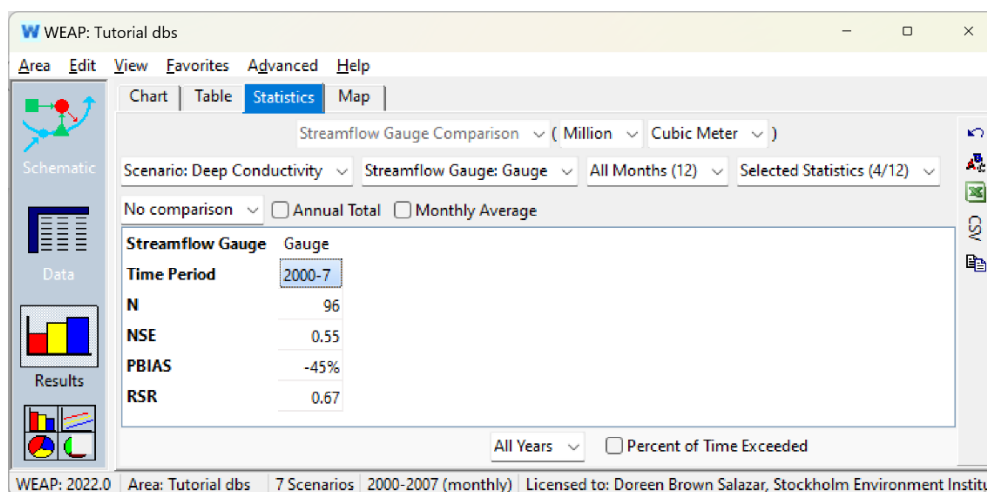 WEAP: Tutorial dbs
Area Edit View Favorites Advanced Help
Chart Table Statistics Map
Streamflow Gauge Comparison ( Million Cubic Meter )
Schematic
Scenario: Deep Conductivity Streamflow Gauge: Gauge All Months (12) Selected Statistics (4/12)
No comparison Annual Total Monthly Average
CSV
Streamflow Gauge Gauge
Time Period 2000-7
Data
N 96
NSE 0.55
PBIAS -45%
Results
RSR 0.67
All Years Percent of Time Exceeded
WEAP: 2022.0 Area: Tutorial dbs 7 Scenarios 2000-2007 (monthly) Licensed to: Doreen Brown Salazar, Stockholm Environment Institu